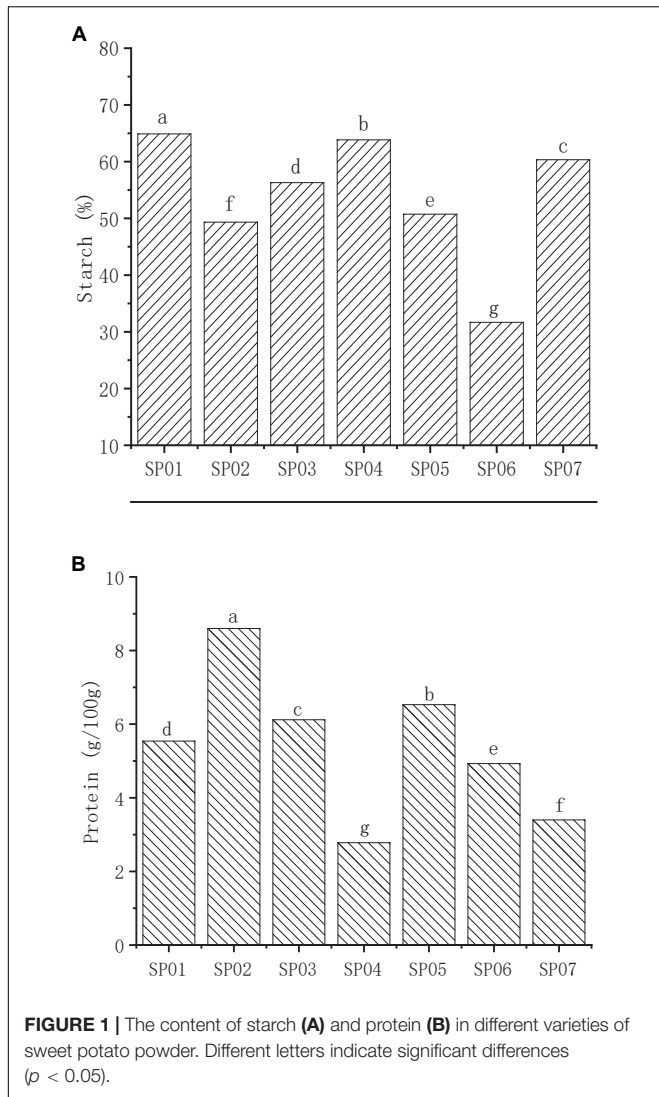 A
80
70
60
50
40
30
20
10
Starch (%)
a
f
d
b
e
g
c
SP01 SP02 SP03 SP04 SP05 SP06 SP07
B
10
8
6
4
2
0
Protein (g/100g)
d
a
c
g
b
e
f
SP01 SP02 SP03 SP04 SP05 SP06 SP07
FIGURE 1 | The content of starch (A) and protein (B) in different varieties of
sweet potato powder. Different letters indicate significant differences
(p < 0.05).